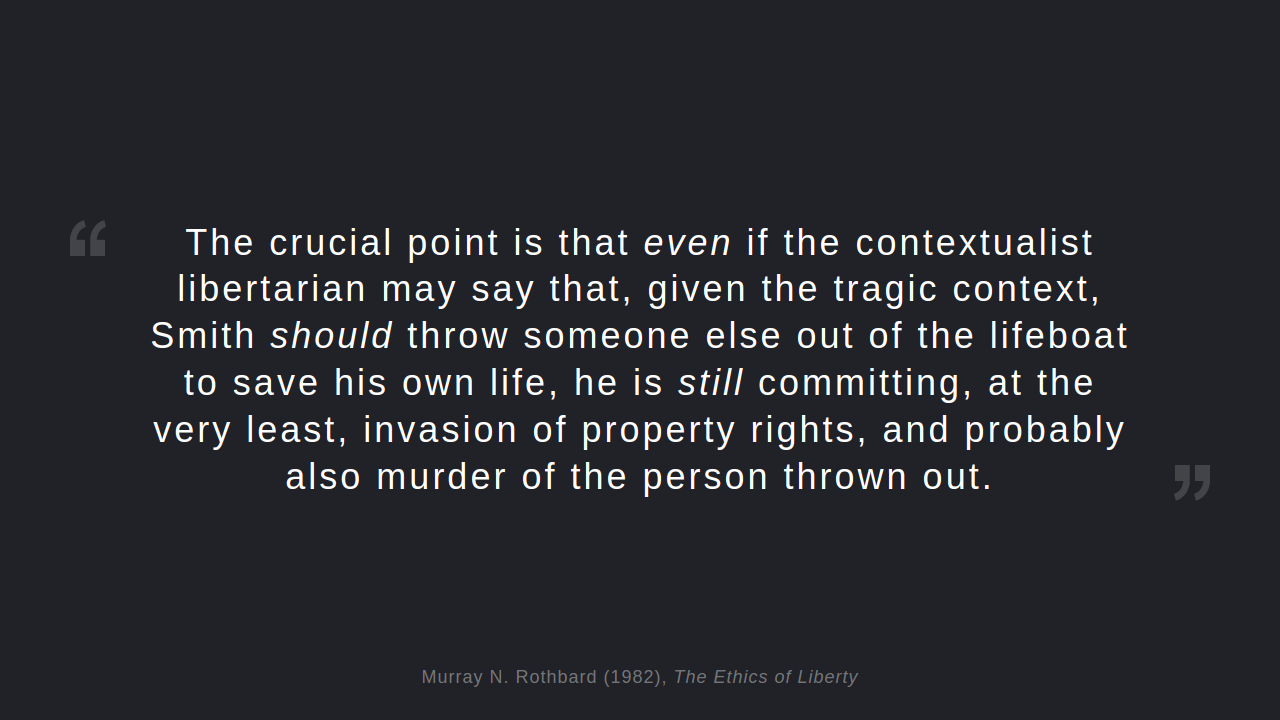 “ The crucial point is that even if the contextualist
libertarian may say that, given the tragic context,
Smith should throw someone else out of the lifeboat
to save his own life, he is still committing, at the
very least, invasion of property rights, and probably
also murder of the person thrown out. ”
Murray N. Rothbard (1982), The Ethics of Liberty